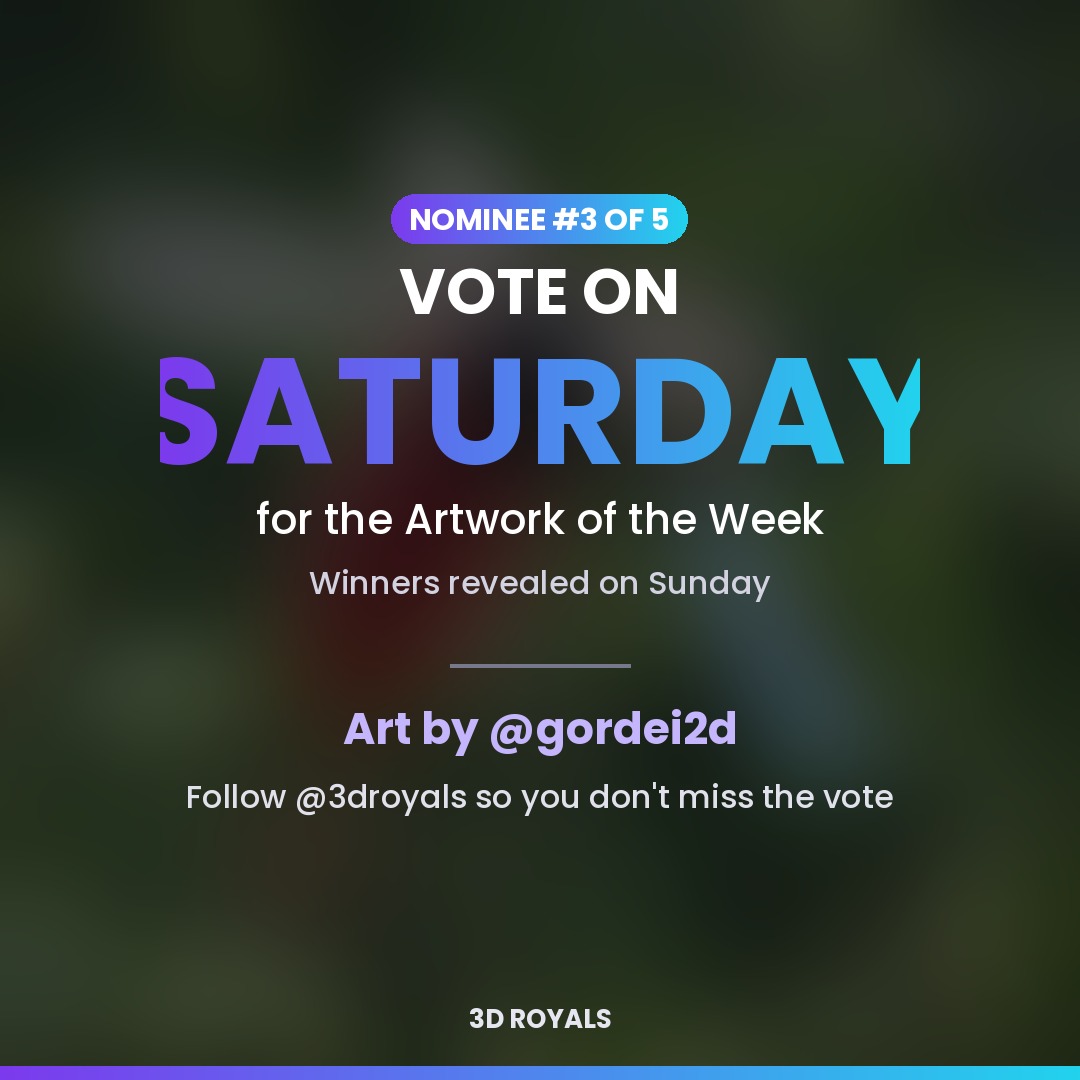 NOMINEE #3 OF 5
VOTE ON
SATURDAY
for the Artwork of the Week
Winners revealed on Sunday
Art by @gordei2d
Follow @3droyals so you don't miss the vote
3D ROYALS